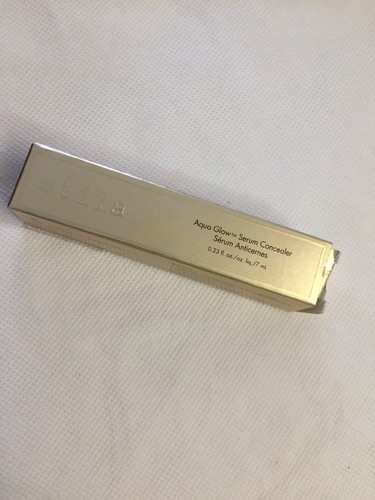 stila
Aqua Glow™ Serum Concealer
Sérum Anticernes
0.23 fl. oz./oz. liq./7 mL